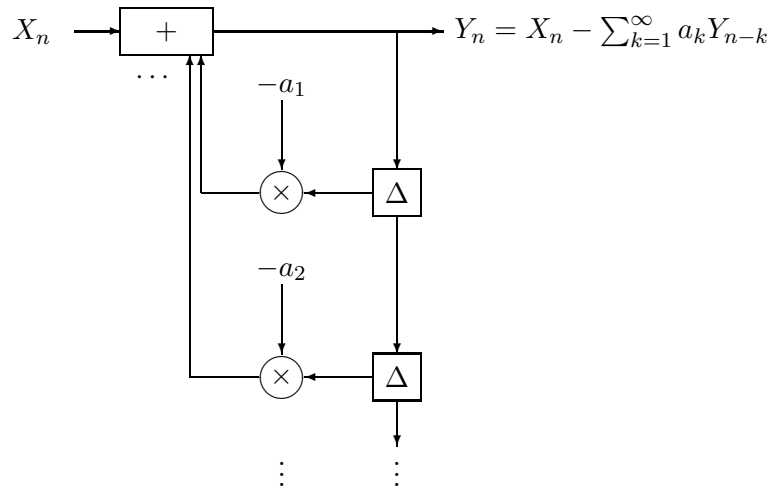 X_n + Y_n = X_n − ∑_{k=1}^{∞} a_k Y_{n−k}
⋯
−a_1
× Δ
−a_2
× Δ
⋮ ⋮